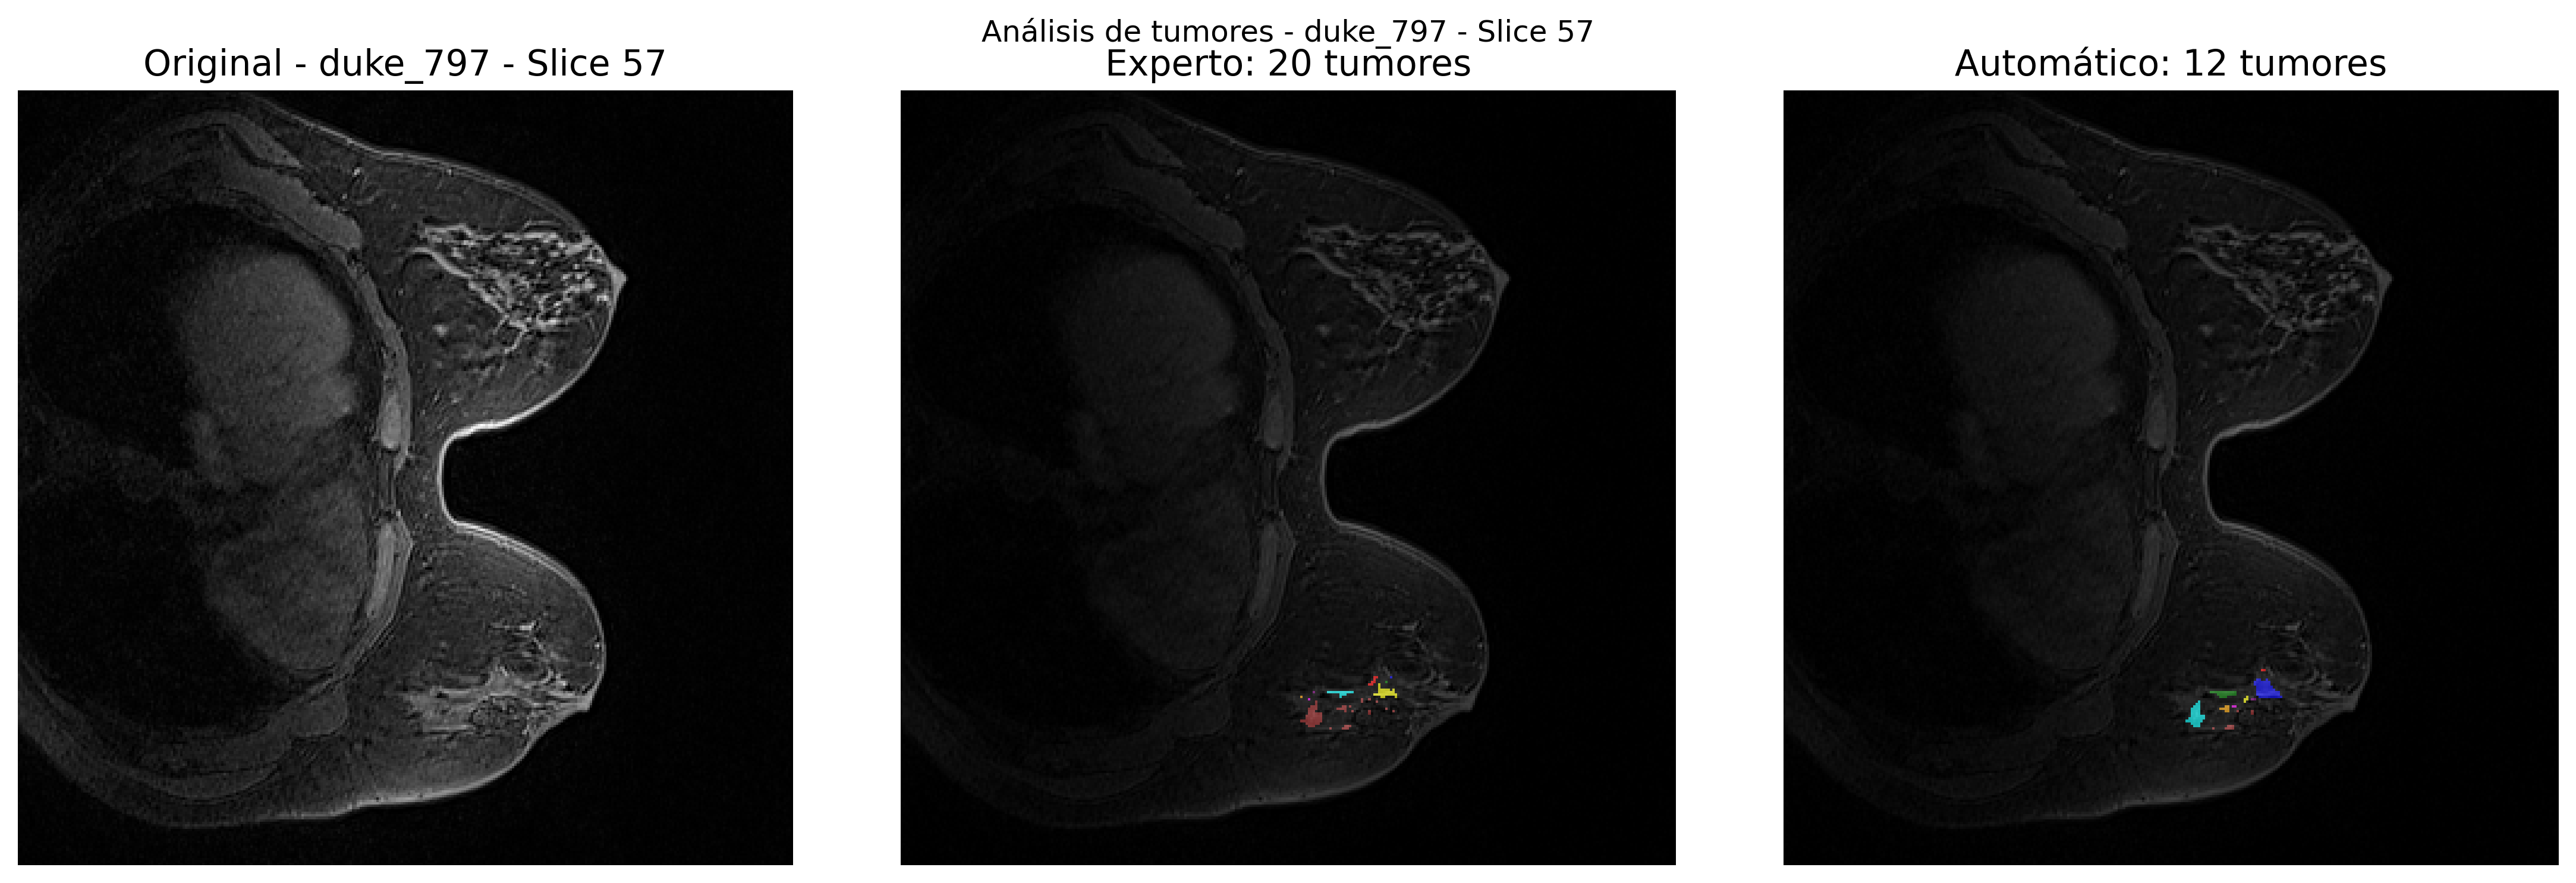 Análisis de tumores - duke_797 - Slice 57
Original - duke_797 - Slice 57
Experto: 20 tumores
Automático: 12 tumores